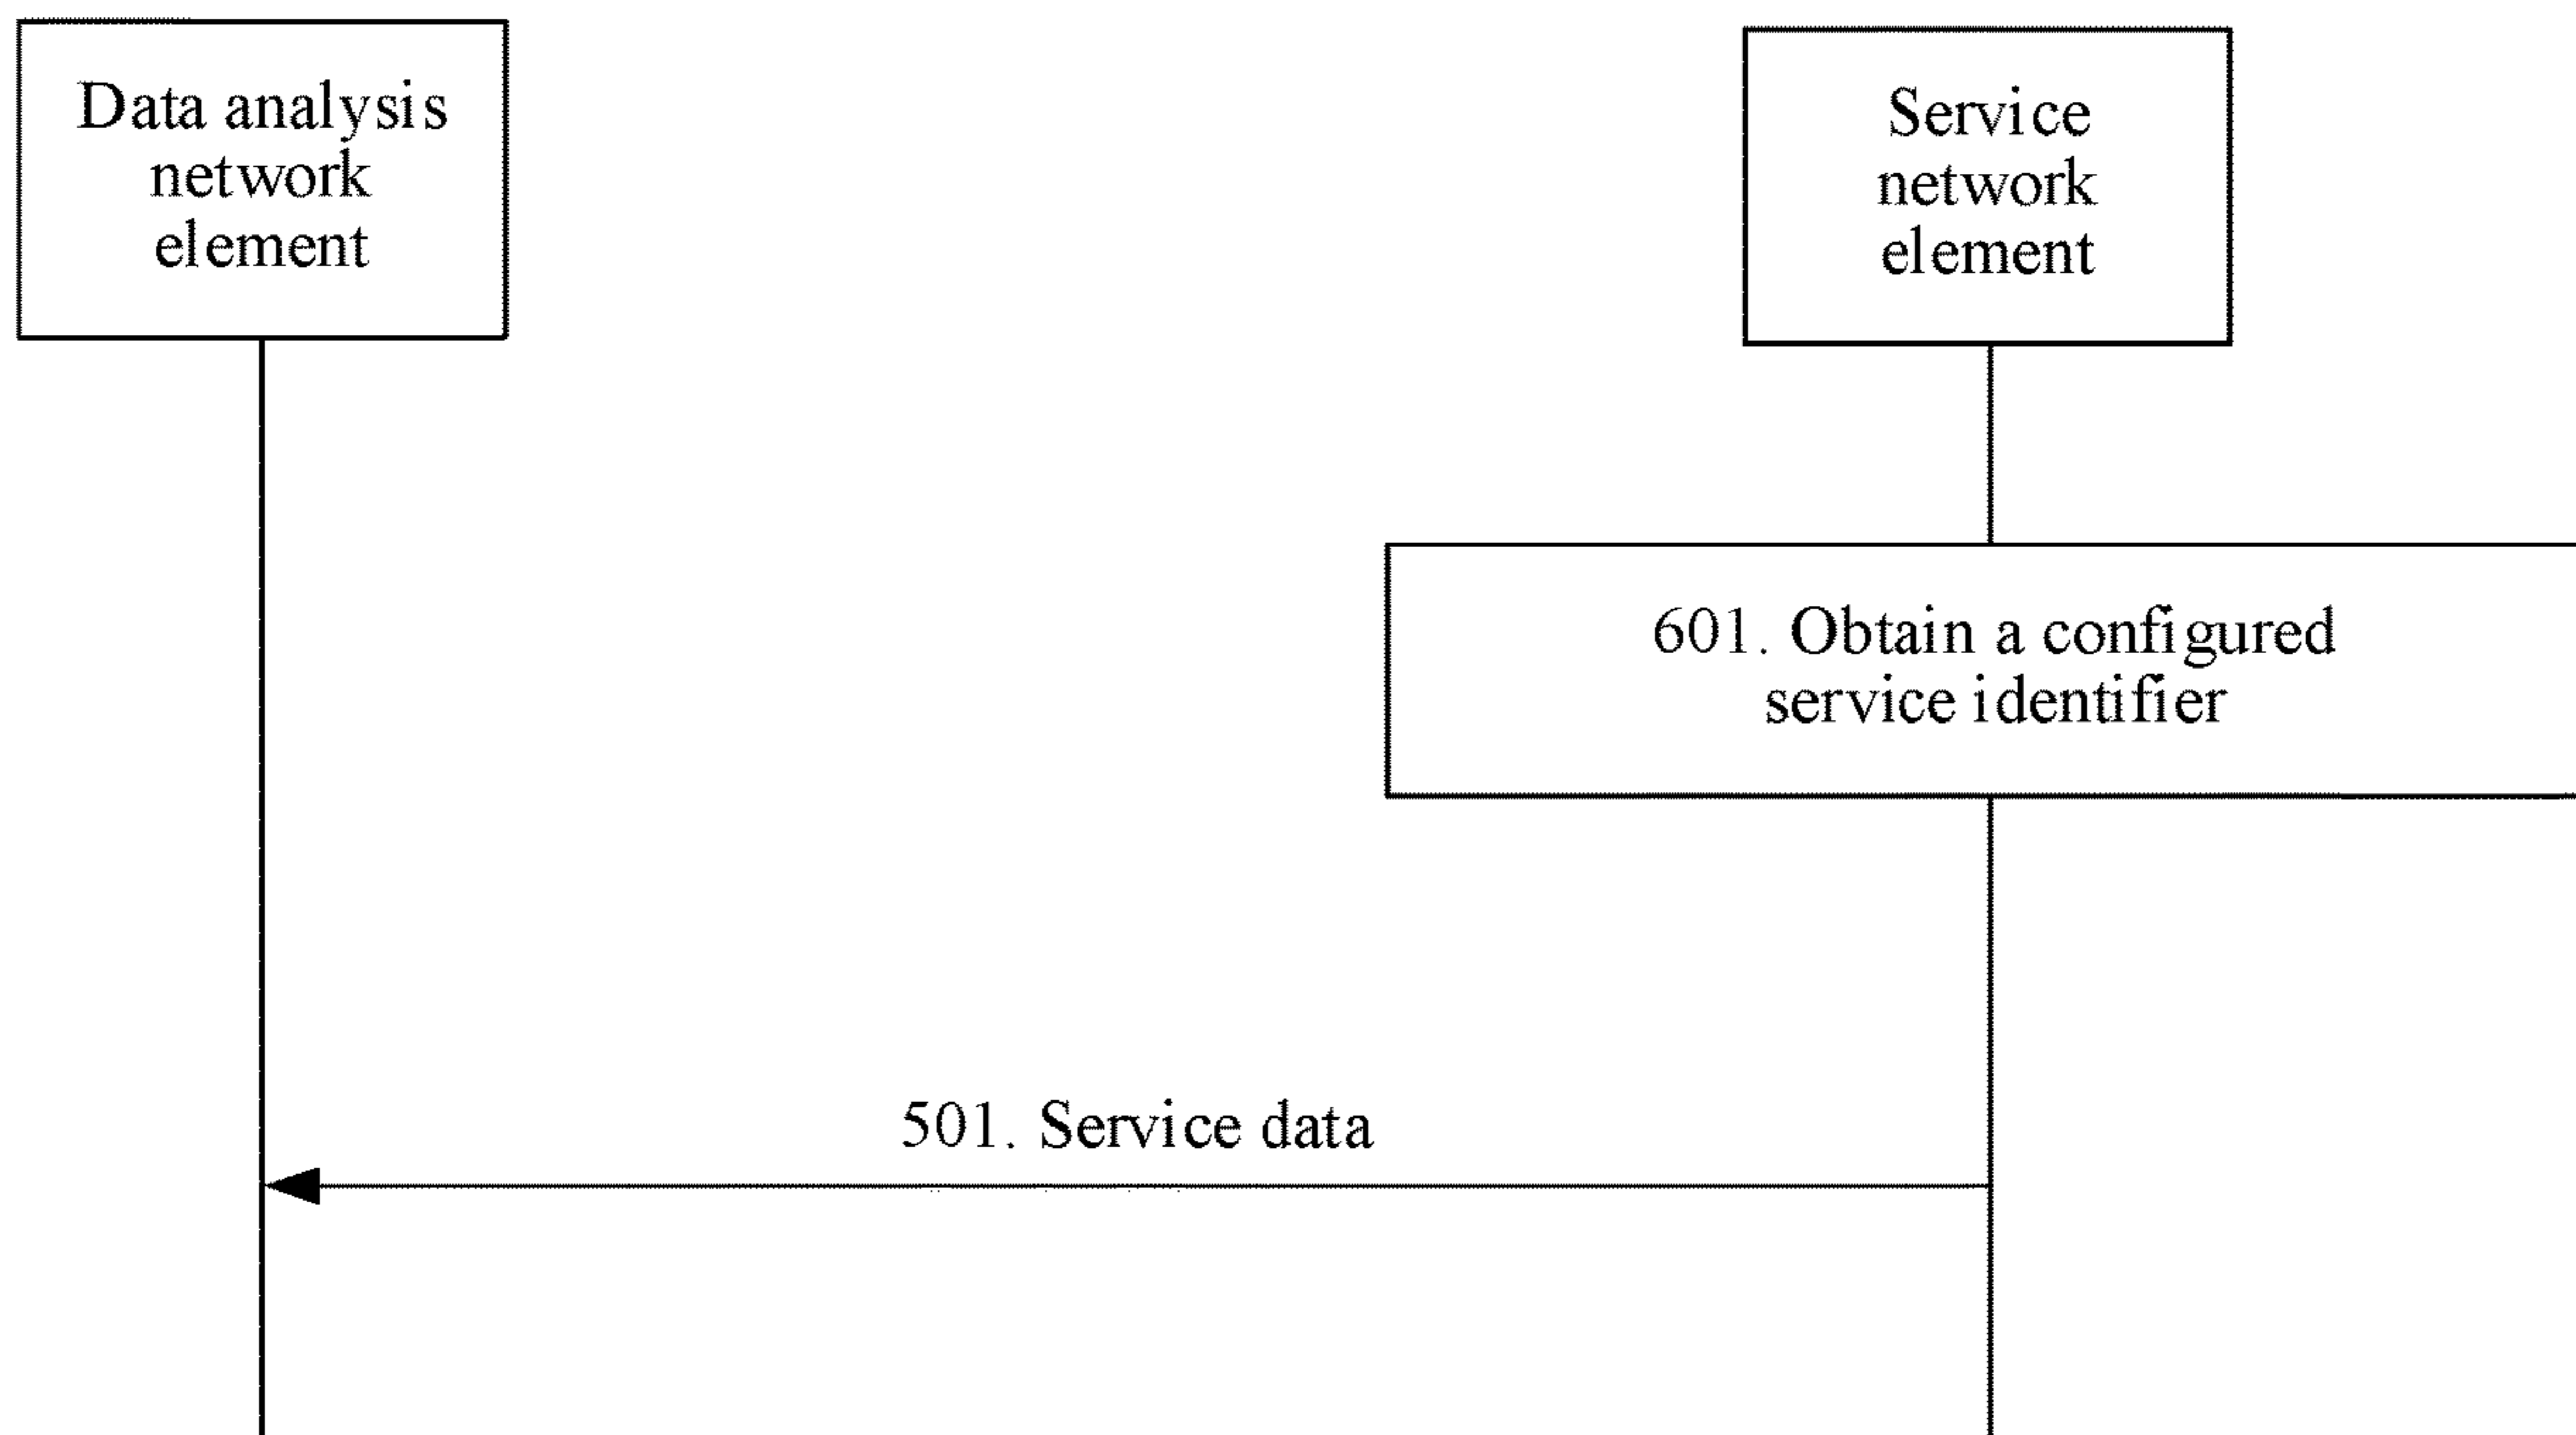 Data analysis
network
element
Service
network
element
601. Obtain a configured
service identifier
501. Service data